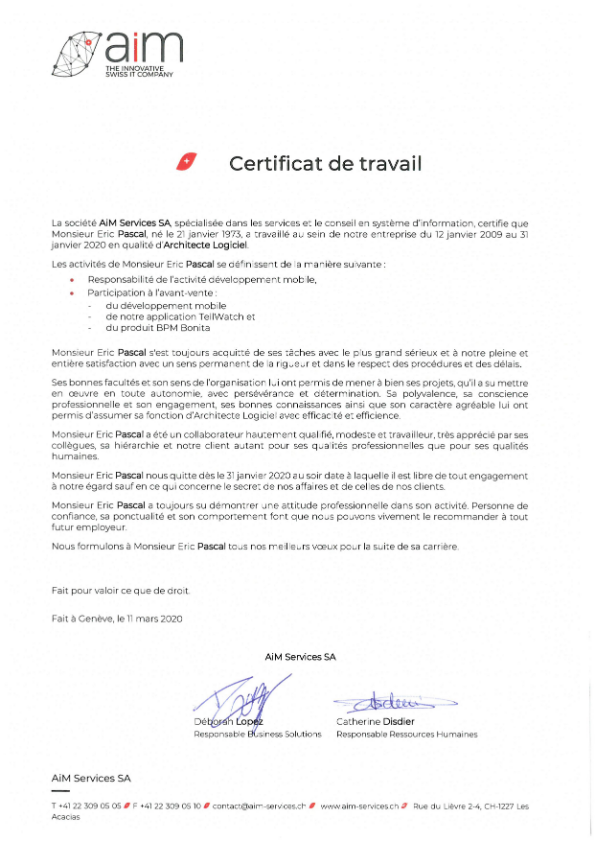 aim
THE INNOVATIVE
SWISS IT COMPANY
Certificat de travail
La société AiM Services SA, spécialisée dans les services et le conseil en système d'information, certifie que
Monsieur Eric Pascal, né le 21 janvier 1973, a travaillé au sein de notre entreprise du 12 janvier 2009 au 31
janvier 2020 en qualité d'Architecte Logiciel.
Les activités de Monsieur Eric Pascal se définissent de la manière suivante :
• Responsabilité de l'activité développement mobile,
• Participation à l'avant-vente :
- du développement mobile
- de notre application TellWatch et
- du produit BPM Bonita
Monsieur Eric Pascal s'est toujours acquitté de ses tâches avec le plus grand sérieux et à notre pleine et
entière satisfaction avec un sens permanent de la rigueur et dans le respect des procédures et des délais.
Ses bonnes facultés et son sens de l'organisation lui ont permis de mener à bien ses projets, qu'il a su mettre
en œuvre en toute autonomie, avec persévérance et détermination. Sa polyvalence, sa conscience
professionnelle et son engagement, ses bonnes connaissances ainsi que son caractère agréable lui ont
permis d'assumer sa fonction d'Architecte Logiciel avec efficacité et efficience.
Monsieur Eric Pascal a été un collaborateur hautement qualifié, modeste et travailleur, très apprécié par ses
collègues, sa hiérarchie et notre client autant pour ses qualités professionnelles que pour ses qualités
humaines.
Monsieur Eric Pascal nous quitte dès le 31 janvier 2020 au soir date à laquelle il est libre de tout engagement
à notre égard sauf en ce qui concerne le secret de nos affaires et de celles de nos clients.
Monsieur Eric Pascal a toujours su démontrer une attitude professionnelle dans son activité. Personne de
confiance, sa ponctualité et son comportement font que nous pouvons vivement le recommander à tout
futur employeur.
Nous formulons à Monsieur Eric Pascal tous nos meilleurs vœux pour la suite de sa carrière.
Fait pour valoir ce que de droit.
Fait à Genève, le 11 mars 2020
AiM Services SA
Déborah Lopez
Catherine Disdier
Responsable Business Solutions
Responsable Ressources Humaines
AiM Services SA
T +41 22 309 05 05 F +41 22 309 05 10 contact@aim-services.ch www.aim-services.ch Rue du Lièvre 2-4, CH-1227 Les
Acacias